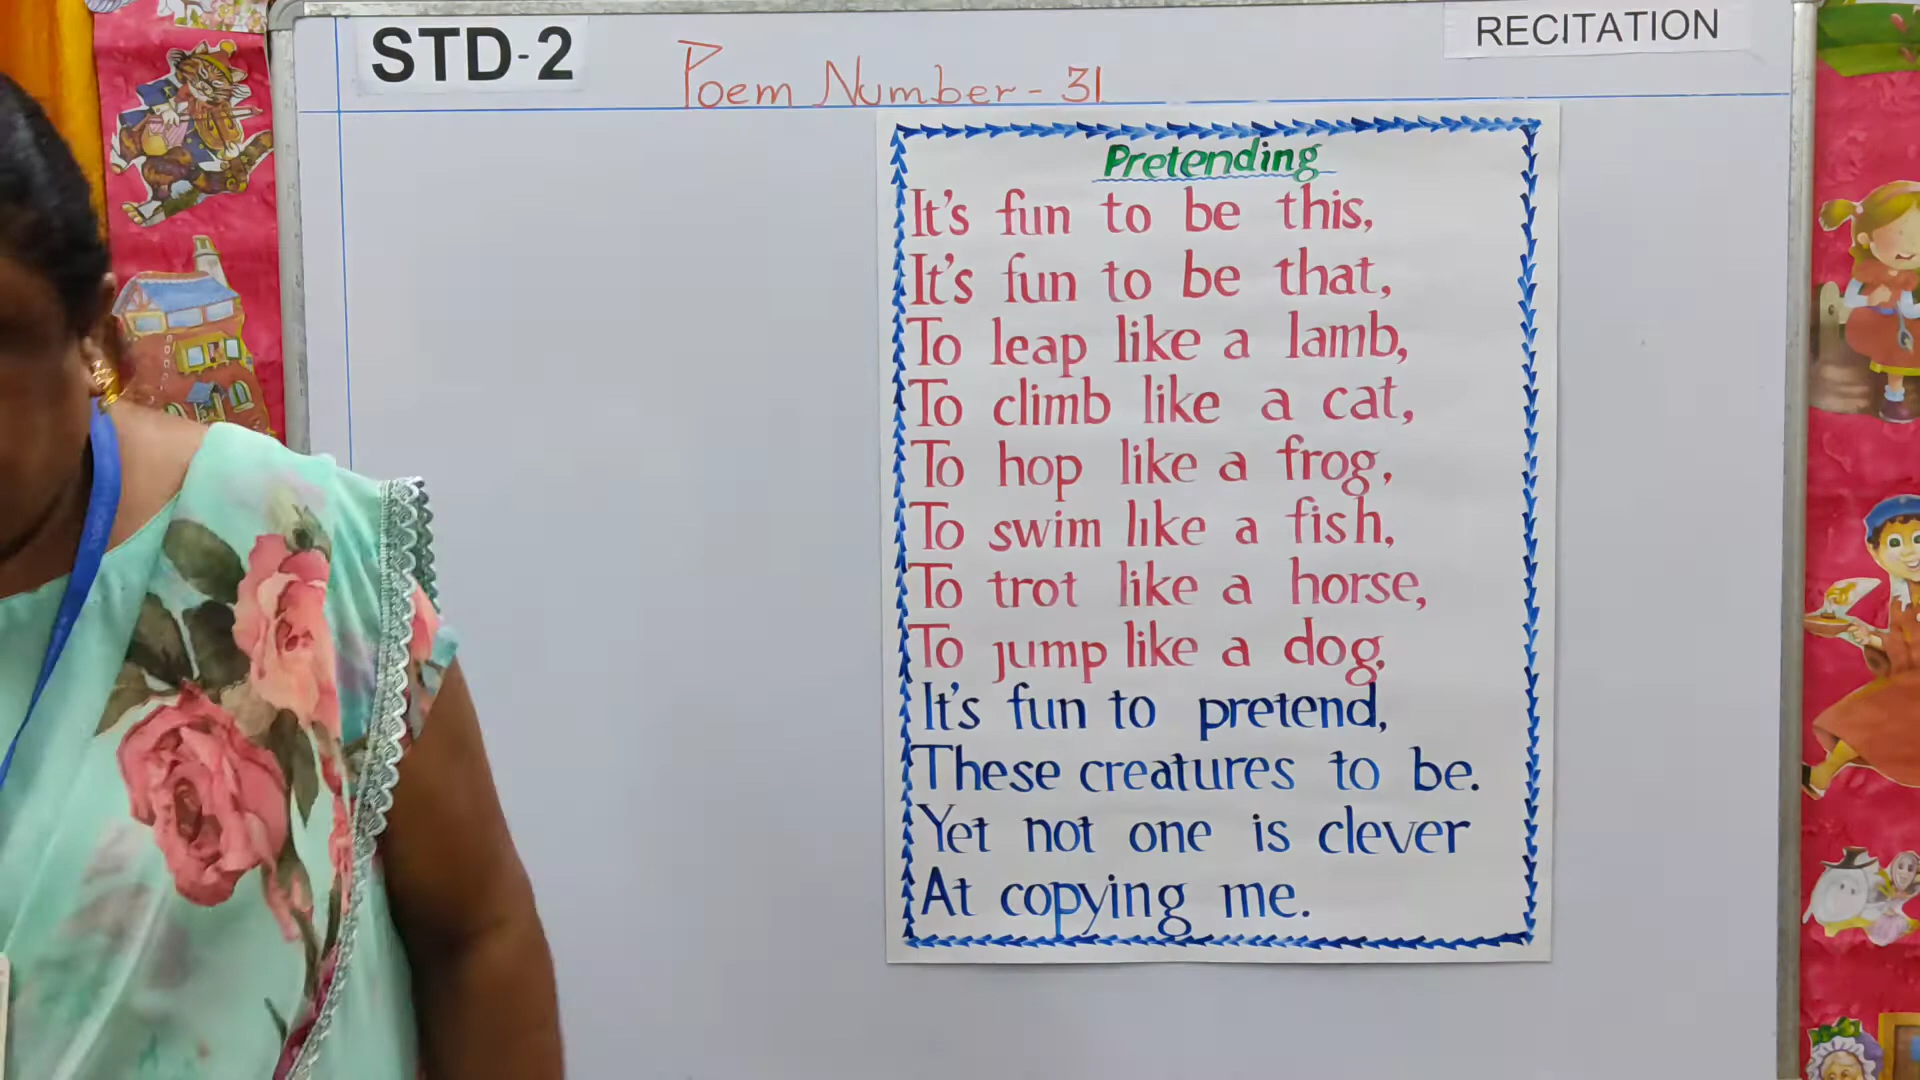 STD-2
RECITATION
Poem Number - 31
Pretending
It's fun to be this,
It's fun to be that,
To leap like a lamb,
To climb like a cat,
To hop like a frog,
To swim like a fish,
To trot like a horse,
To jump like a dog,
It's fun to pretend,
These creatures to be.
Yet not one is clever
At copying me.